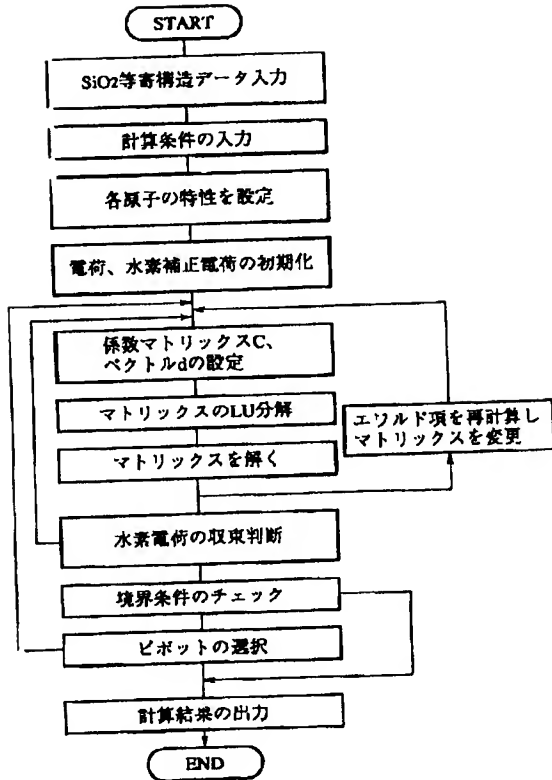 START
SiO2等寄構造データ入力
計算条件の入力
各原子の特性を設定
電荷、水素補正電荷の初期化
係数マトリックスC、
ベクトルdの設定
マトリックスのLU分解
マトリックスを解く
エワルド項を再計算し
マトリックスを変更
水素電荷の収束判断
境界条件のチェック
ピボットの選択
計算結果の出力
END